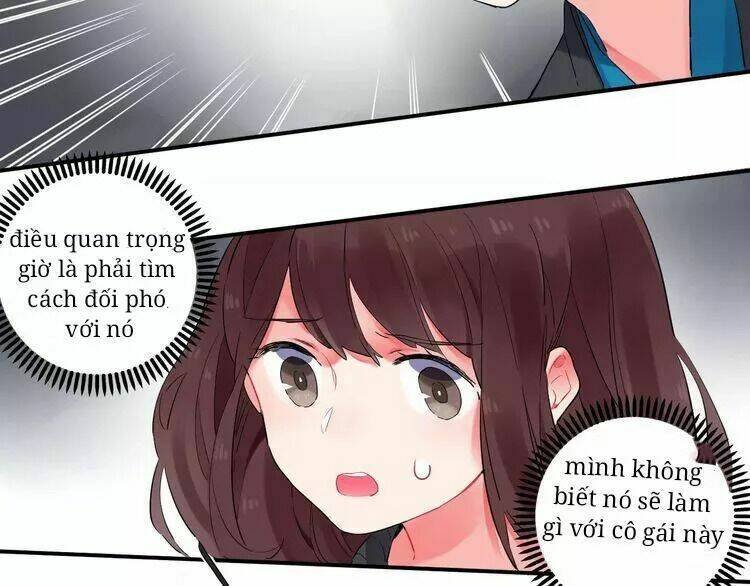 điều quan trọng
giờ là phải tìm
cách đối phó
với nó
mình không
biết nó sẽ làm
gì với cô gái này